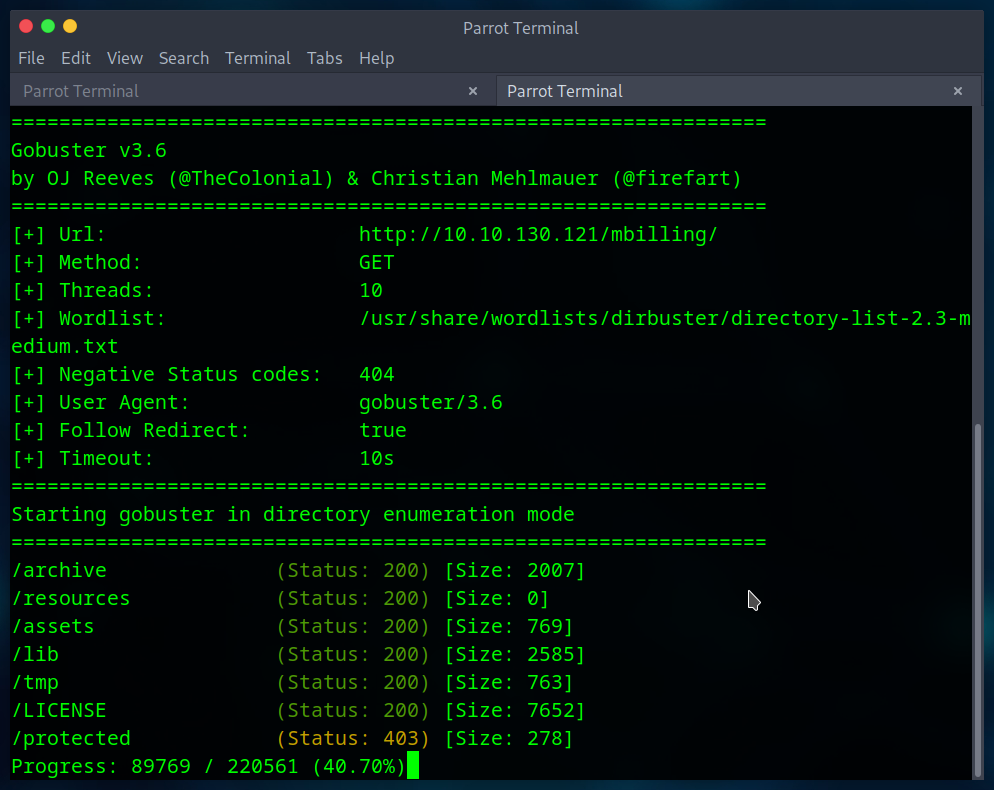 Parrot Terminal
File Edit View Search Terminal Tabs Help
Parrot Terminal × Parrot Terminal ×
===============================================================
Gobuster v3.6
by OJ Reeves (@TheColonial) & Christian Mehlmauer (@firefart)
===============================================================
[+] Url:                     http://10.10.130.121/mbilling/
[+] Method:                  GET
[+] Threads:                 10
[+] Wordlist:                /usr/share/wordlists/dirbuster/directory-list-2.3-m
edium.txt
[+] Negative Status codes:   404
[+] User Agent:              gobuster/3.6
[+] Follow Redirect:         true
[+] Timeout:                 10s
===============================================================
Starting gobuster in directory enumeration mode
===============================================================
/archive              (Status: 200) [Size: 2007]
/resources            (Status: 200) [Size: 0]
/assets               (Status: 200) [Size: 769]
/lib                  (Status: 200) [Size: 2585]
/tmp                  (Status: 200) [Size: 763]
/LICENSE              (Status: 200) [Size: 7652]
/protected            (Status: 403) [Size: 278]
Progress: 89769 / 220561 (40.70%)